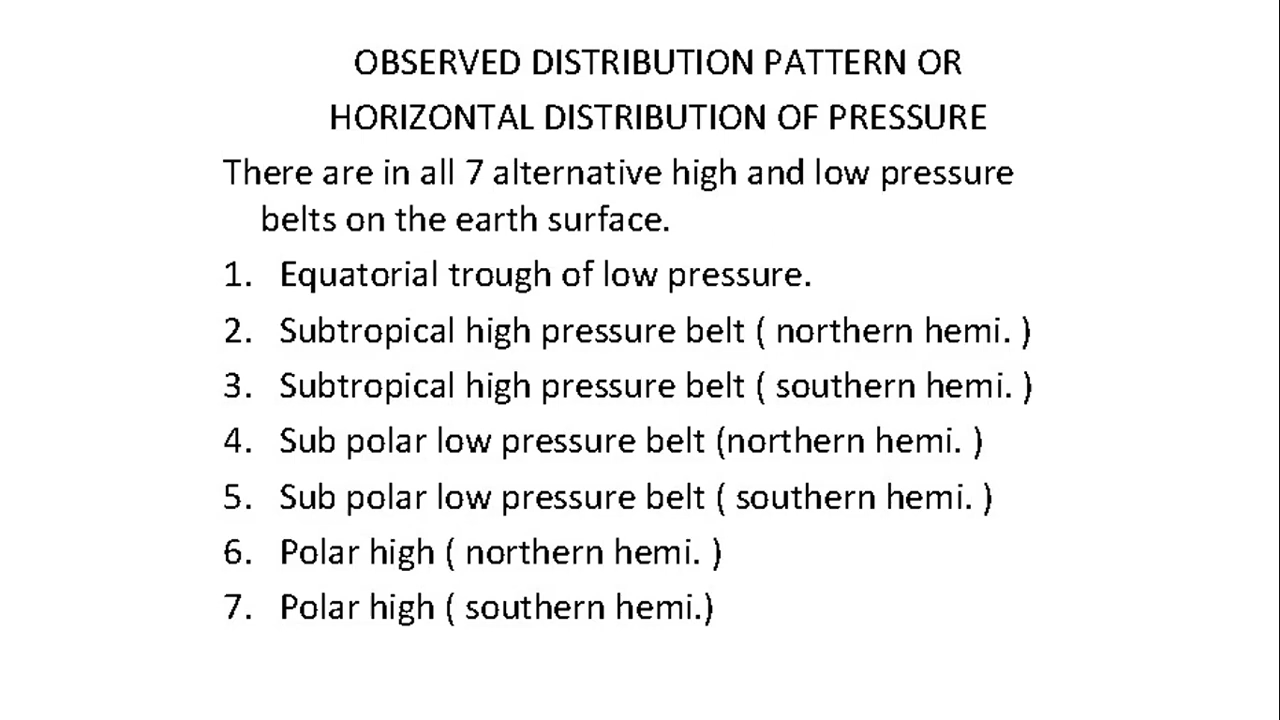 OBSERVED DISTRIBUTION PATTERN OR
HORIZONTAL DISTRIBUTION OF PRESSURE
There are in all 7 alternative high and low pressure
belts on the earth surface.
1. Equatorial trough of low pressure.
2. Subtropical high pressure belt ( northern hemi. )
3. Subtropical high pressure belt ( southern hemi. )
4. Sub polar low pressure belt (northern hemi. )
5. Sub polar low pressure belt ( southern hemi. )
6. Polar high ( northern hemi. )
7. Polar high ( southern hemi.)